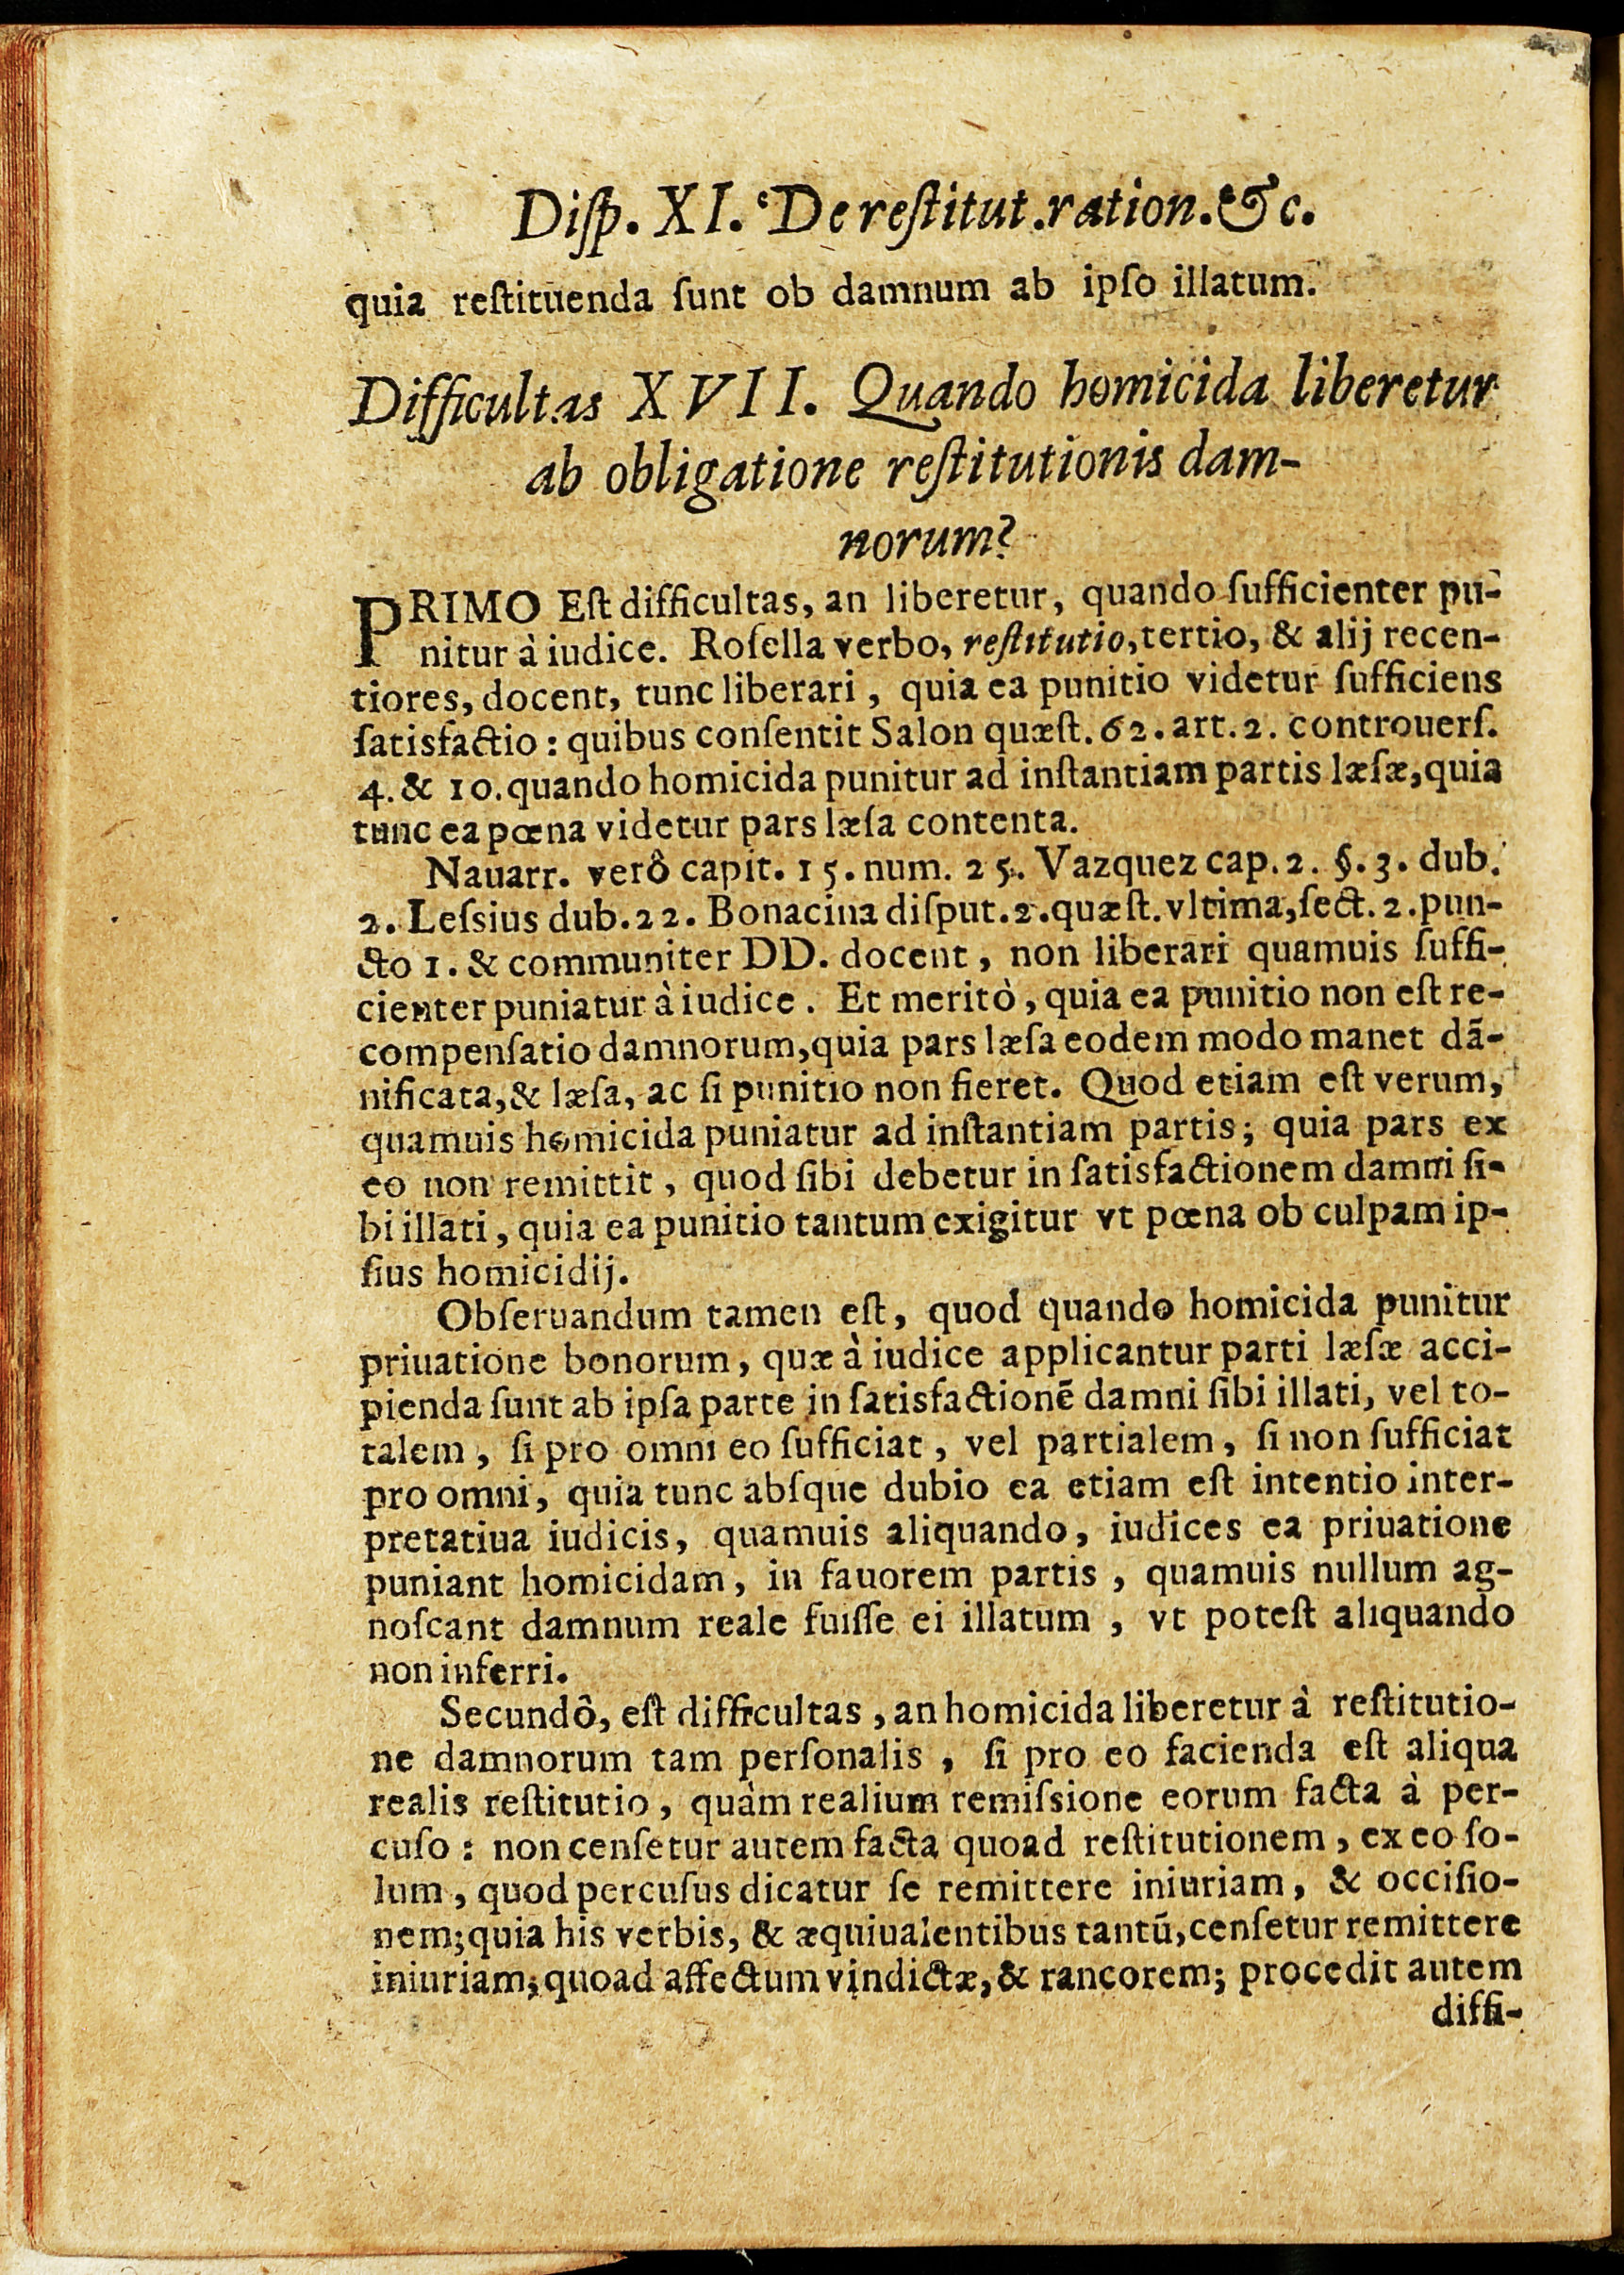 Diſp. XI. De reſtitut. ration. &c.
quia reſtituenda ſunt ob damnum ab ipſo illatum.
Difficultas XVII. Quando homicida liberetur
ab obligatione reſtitutionis dam-
norum?
PRIMO Eſt difficultas, an liberetur, quando ſufficienter pu-
nitur à iudice. Roſella verbo, reſtitutio, tertio, & alij recen-
tiores, docent, tunc liberari, quia ea punitio videtur ſufficiens
ſatisfactio: quibus conſentit Salon quæſt. 62. art. 2. controuerſ.
4. & 10. quando homicida punitur ad inſtantiam partis læſæ, quia
tunc ea pœna videtur pars læſa contenta.
Nauarr. verô capit. 15. num. 25. Vazquez cap. 2. §. 3. dub.
2. Leſsius dub. 22. Bonacina diſput. 2. quæſt. vltima, ſect. 2. pun-
cto 1. & communiter DD. docent, non liberari quamuis ſuffi-
cienter puniatur à iudice. Et meritò, quia ea punitio non eſt re-
compenſatio damnorum, quia pars læſa eodem modo manet dã-
nificata, & læſa, ac ſi punitio non fieret. Quod etiam eſt verum,
quamuis homicida puniatur ad inſtantiam partis; quia pars ex
eo non remittit, quod ſibi debetur in ſatisfactionem damni ſi-
bi illati, quia ea punitio tantum exigitur vt pœna ob culpam ip-
ſius homicidij.
Obſeruandum tamen eſt, quod quando homicida punitur
priuatione bonorum, quæ à iudice applicantur parti læſæ acci-
pienda ſunt ab ipſa parte in ſatisfactionẽ damni ſibi illati, vel to-
talem, ſi pro omni eo ſufficiat, vel partialem, ſi non ſufficiat
pro omni, quia tunc abſque dubio ea etiam eſt intentio inter-
pretatiua iudicis, quamuis aliquando, iudices ea priuatione
puniant homicidam, in fauorem partis, quamuis nullum ag-
noſcant damnum reale fuiſſe ei illatum, vt poteſt aliquando
non inferri.
Secundô, eſt difficultas, an homicida liberetur à reſtitutio-
ne damnorum tam perſonalis, ſi pro eo facienda eſt aliqua
realis reſtitutio, quàm realium remiſsione eorum facta à per-
cuſo: non cenſetur autem facta quoad reſtitutionem, ex eo ſo-
lum, quod percuſus dicatur ſe remittere iniuriam, & occiſio-
nem; quia his verbis, & æquiualentibus tantũ, cenſetur remittere
iniuriam, quoad affectum vindictæ, & rancorem; procedit autem
diffi-